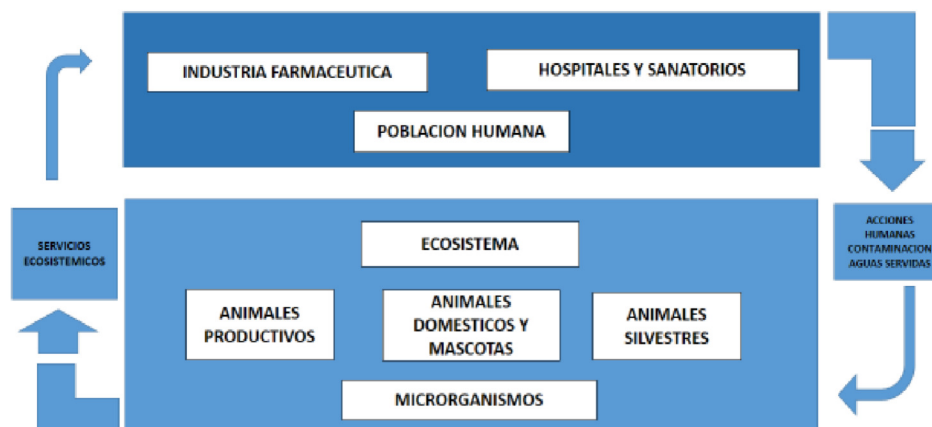 INDUSTRIA FARMACEUTICA
HOSPITALES Y SANATORIOS
POBLACION HUMANA
SERVICIOS
ECOSISTEMICOS
ACCIONES
HUMANAS
CONTAMINACION
AGUAS SERVIDAS
ECOSISTEMA
ANIMALES
PRODUCTIVOS
ANIMALES
DOMESTICOS Y
MASCOTAS
ANIMALES
SILVESTRES
MICRORGANISMOS